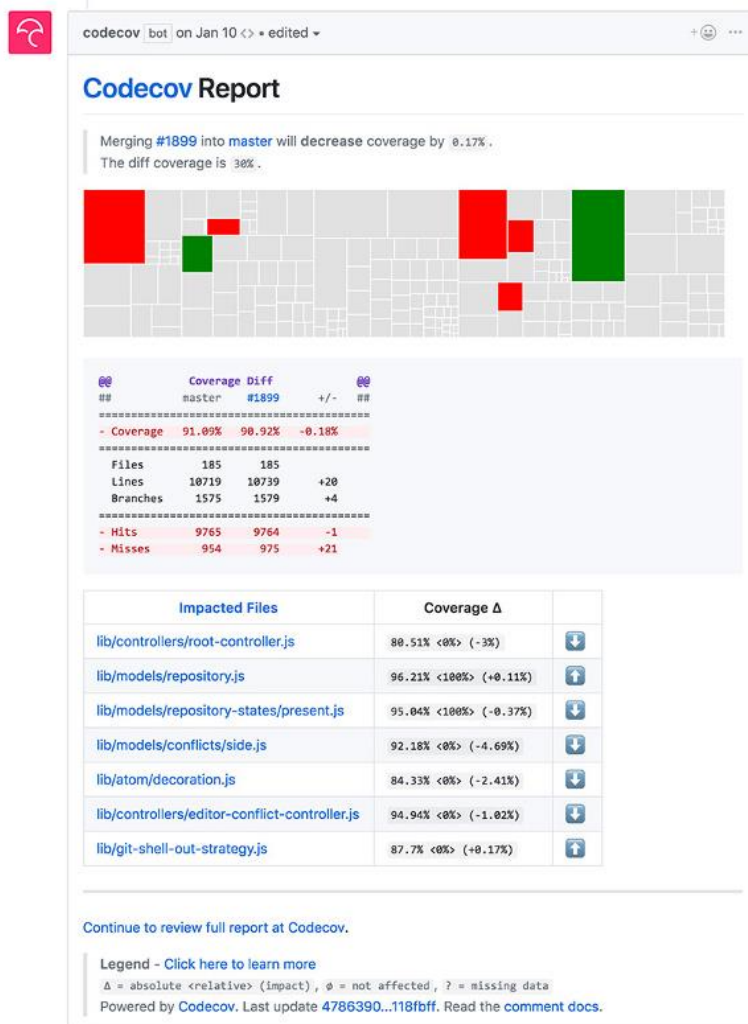 codecov bot on Jan 10 <> • edited
Codecov Report
Merging #1899 into master will decrease coverage by 0.17%.
The diff coverage is 30%.
@@ Coverage Diff @@
## master #1899 +/- ##
==========================================
- Coverage 91.09% 90.92% -0.18%
==========================================
Files 185 185
Lines 10719 10739 +20
Branches 1575 1579 +4
==========================================
- Hits 9765 9764 -1
- Misses 954 975 +21
Impacted Files Coverage Δ
lib/controllers/root-controller.js 80.51% <0%> (-3%)
lib/models/repository.js 96.21% <100%> (+0.11%)
lib/models/repository-states/present.js 95.04% <100%> (-0.37%)
lib/models/conflicts/side.js 92.18% <0%> (-4.69%)
lib/atom/decoration.js 84.33% <0%> (-2.41%)
lib/controllers/editor-conflict-controller.js 94.94% <0%> (-1.02%)
lib/git-shell-out-strategy.js 87.7% <0%> (+0.17%)
Continue to review full report at Codecov.
Legend - Click here to learn more
Δ = absolute <relative> (impact), ø = not affected, ? = missing data
Powered by Codecov. Last update 4786390...118fbff. Read the comment docs.